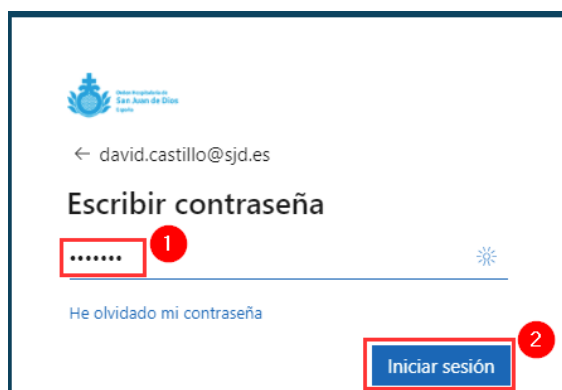 Orden Hospitalaria de
San Juan de Dios
España
← david.castillo@sjd.es
Escribir contraseña
•••••••
1
He olvidado mi contraseña
2
Iniciar sesión